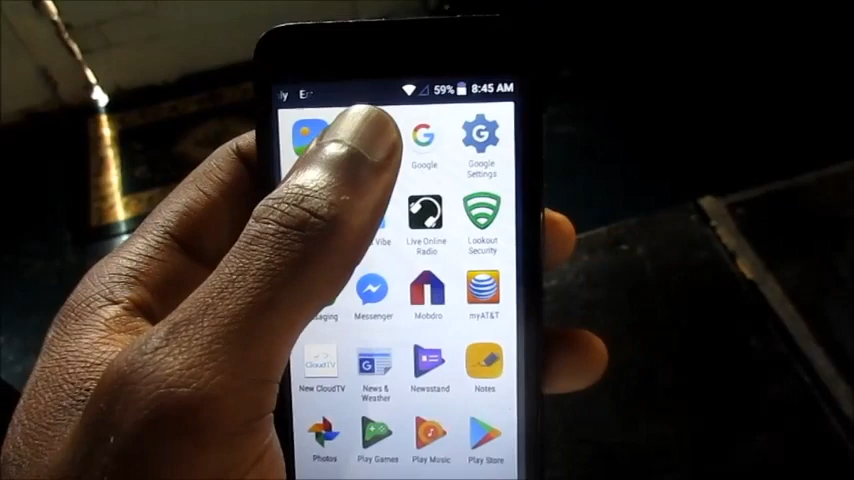 59% 8:45 AM
Google
Google
Settings
Vibe
Live Online
Radio
Lookout
Security
Messenger
Mobdro
myAT&T
CloudTV
New CloudTV
News &
Weather
Newsstand
Notes
Photos
Play Games
Play Music
Play Store